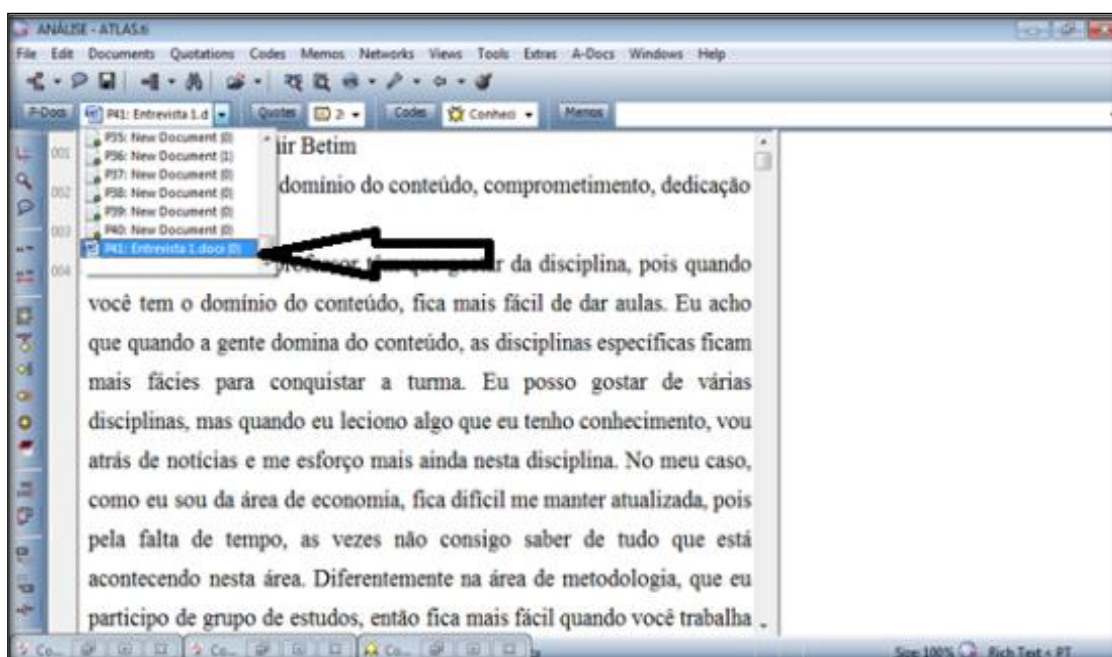 ANÁLISE - ATLAS.ti
File Edit Documents Quotations Codes Memos Networks Views Tools Extras A-Docs Windows Help
P-Docs P41: Entrevista 1.d Quotes Codes Conheci Memos
P35: New Document (0)
P36: New Document (1)
P37: New Document (0)
P38: New Document (0)
P39: New Document (0)
P40: New Document (0)
P41: Entrevista 1.docx (0)
001 ir Betim
002 domínio do conteúdo, comprometimento, dedicação
003
004 professor que da disciplina, pois quando
você tem o domínio do conteúdo, fica mais fácil de dar aulas. Eu acho
que quando a gente domina do conteúdo, as disciplinas específicas ficam
mais fácies para conquistar a turma. Eu posso gostar de várias
disciplinas, mas quando eu leciono algo que eu tenho conhecimento, vou
atrás de notícias e me esforço mais ainda nesta disciplina. No meu caso,
como eu sou da área de economia, fica difícil me manter atualizada, pois
pela falta de tempo, as vezes não consigo saber de tudo que está
acontecendo nesta área. Diferentemente na área de metodologia, que eu
participo de grupo de estudos, então fica mais fácil quando você trabalha
Co... Co... Co... Size: 100% Rich Text < PT